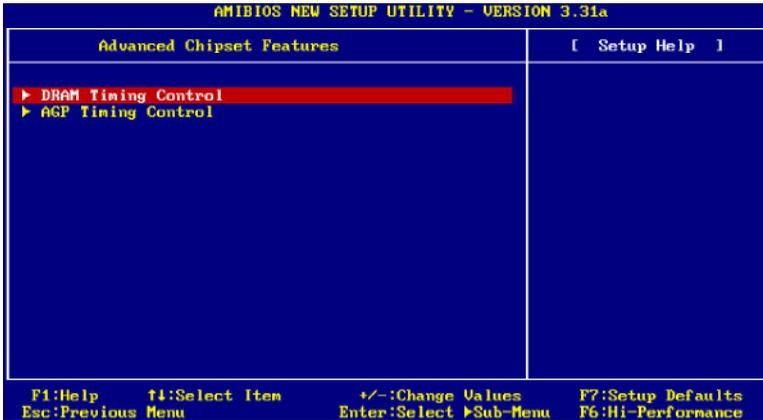 AMIBIOS NEW SETUP UTILITY - VERSION 3.31a
Advanced Chipset Features
[ Setup Help ]
▶ DRAM Timing Control
▶ AGP Timing Control
F1:Help ↑↓:Select Item +/-:Change Values F7:Setup Defaults
Esc:Previous Menu Enter:Select ▶Sub-Menu F6:Hi-Performance